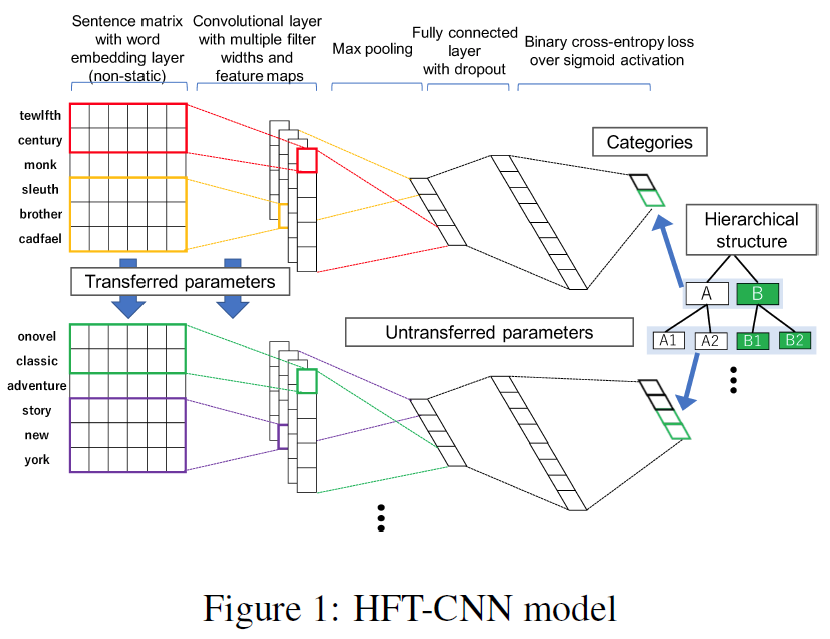 Sentence matrix
with word
embedding layer
(non-static)
Convolutional layer
with multiple filter
widths and
feature maps
Max pooling
Fully connected
layer
with dropout
Binary cross-entropy loss
over sigmoid activation
tewlfth
century
monk
sleuth
brother
cadfael
Categories
Hierarchical
structure
A
B
A1
A2
B1
B2
Transferred parameters
Untransferred parameters
onovel
classic
adventure
story
new
york
Figure 1: HFT-CNN model